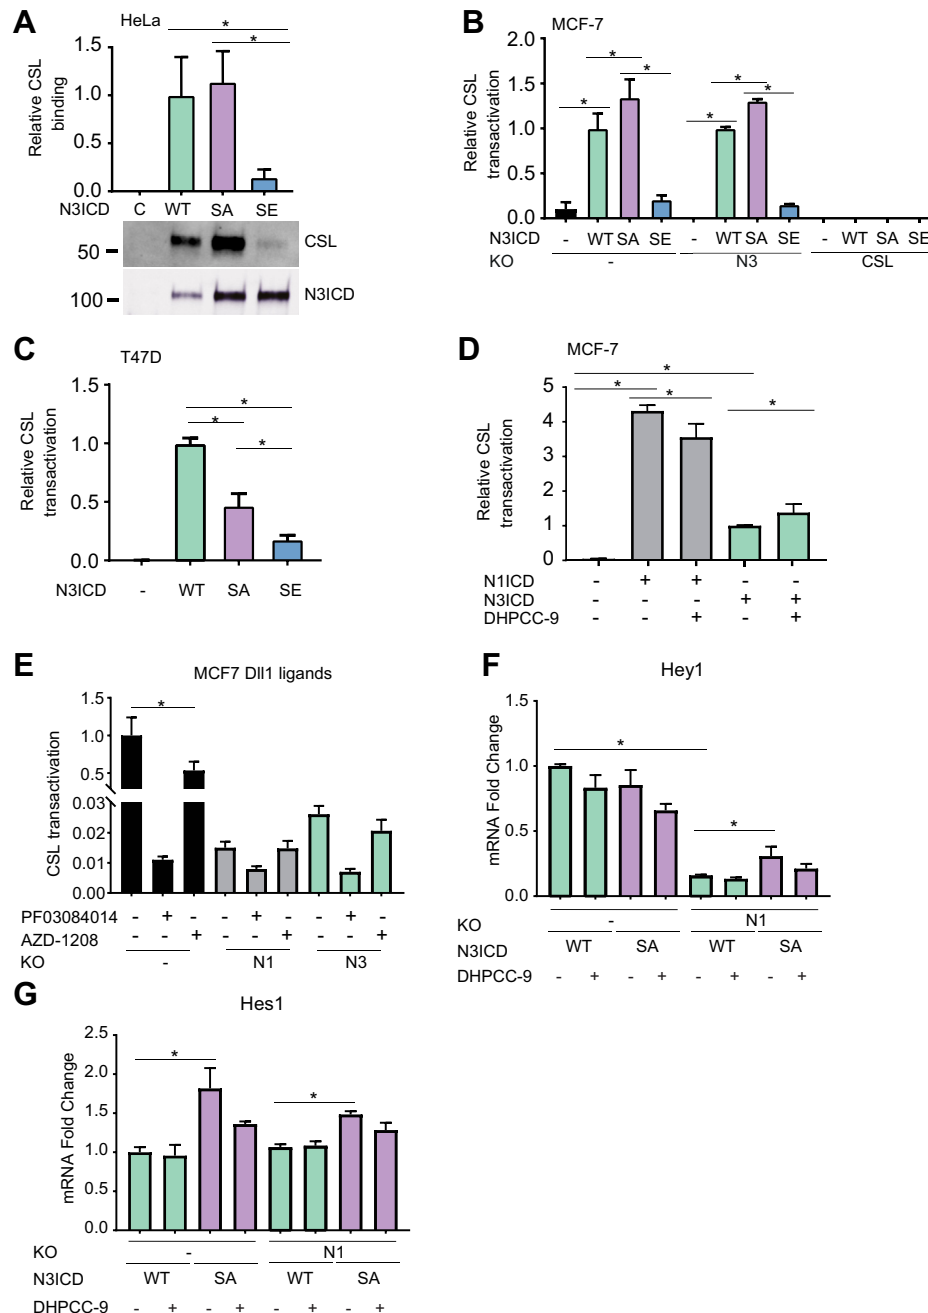 A
HeLa
*
*
Relative CSL
binding
1.5
1.0
0.5
0.0
N3ICD C WT SA SE
50
CSL
100
N3ICD
B
MCF-7
Relative CSL
transactivation
2.0
1.5
1.0
0.5
0.0
*
*
*
*
*
*
N3ICD - WT SA SE - WT SA SE - WT SA SE
KO - N3 CSL
C
T47D
Relative CSL
transactivation
1.5
1.0
0.5
0.0
*
*
*
N3ICD - WT SA SE
D
MCF-7
Relative CSL
transactivation
5
4
3
2
1
0
*
*
*
*
N1ICD - + + - -
N3ICD - - - + +
DHPCC-9 - - + - +
E
MCF7 Dll1 ligands
CSL transactivation
1.5
1.0
0.5
0.03
0.02
0.01
0.00
*
PF03084014 - + - - + - - + -
AZD-1208 - - + - - + - - +
KO - N1 N3
F
Hey1
mRNA Fold Change
1.5
1.0
0.5
0.0
*
*
KO - N1
N3ICD WT SA WT SA
DHPCC-9 - + - + - + - +
G
Hes1
mRNA Fold Change
2.5
2.0
1.5
1.0
0.5
0.0
*
*
KO - N1
N3ICD WT SA WT SA
DHPCC-9 - + - + - + - +